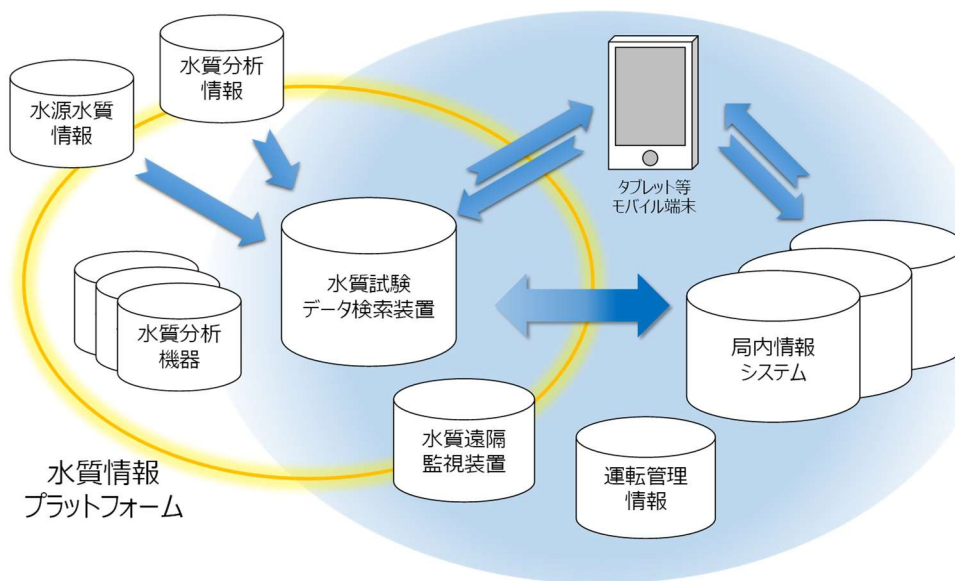 水質分析
情報
水源水質
情報
タブレット等
モバイル端末
水質試験
データ検索装置
水質分析
機器
局内情報
システム
水質遠隔
監視装置
運転管理
情報
水質情報
プラットフォーム